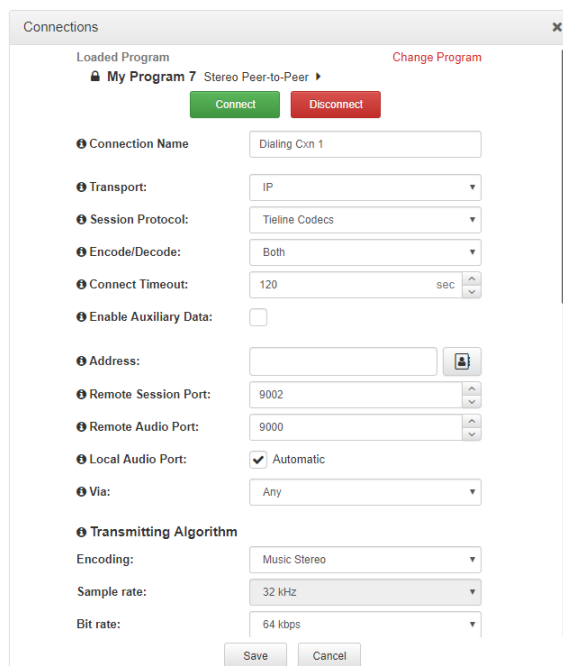 Connections
Loaded Program Change Program
My Program 7 Stereo Peer-to-Peer
Connect Disconnect
Connection Name Dialing Cxn 1
Transport: IP
Session Protocol: Tieline Codecs
Encode/Decode: Both
Connect Timeout: 120 sec
Enable Auxiliary Data:
Address:
Remote Session Port: 9002
Remote Audio Port: 9000
Local Audio Port: Automatic
Via: Any
Transmitting Algorithm
Encoding: Music Stereo
Sample rate: 32 kHz
Bit rate: 64 kbps
Save Cancel